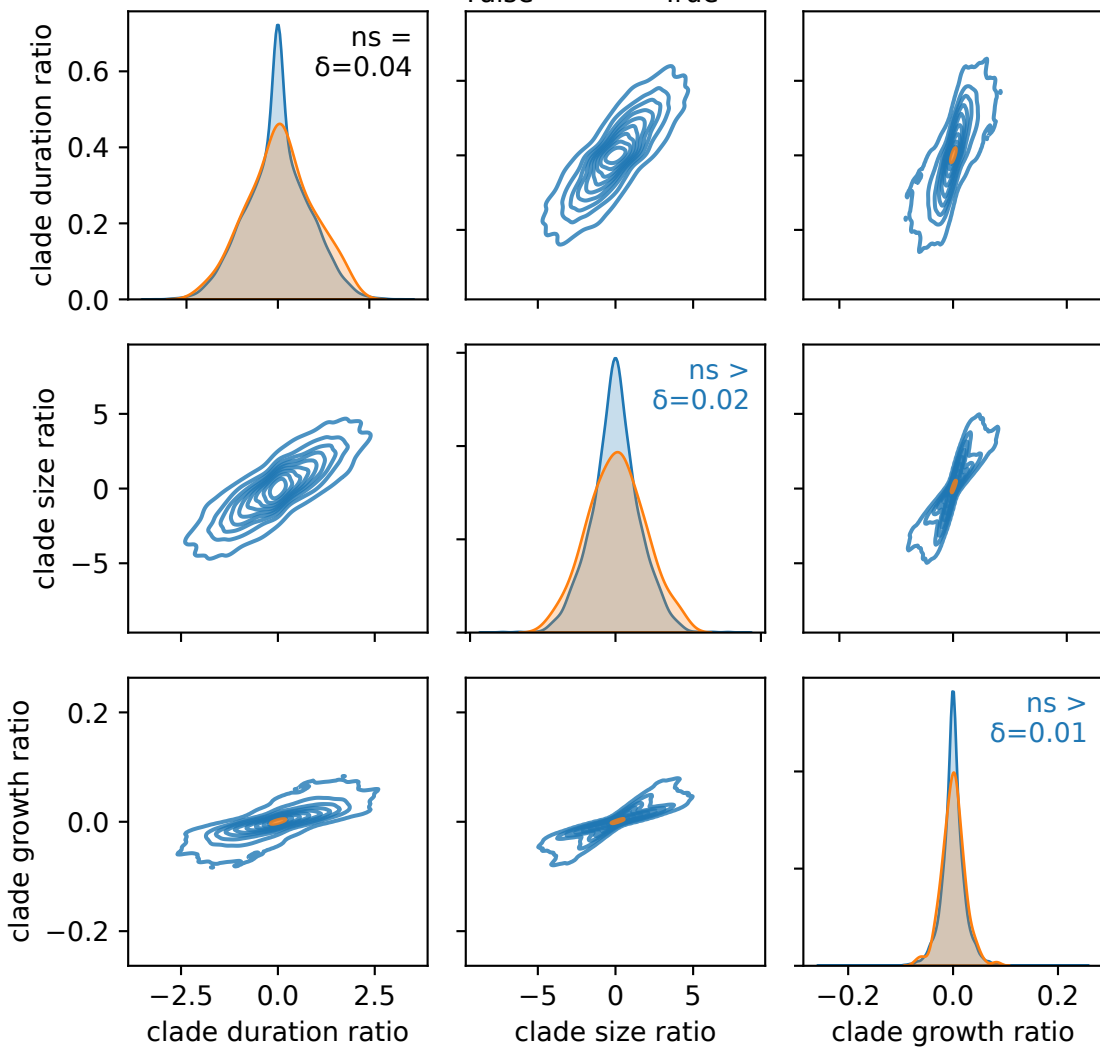 clade duration ratio
0.6
0.4
0.2
0.0
ns =
δ=0.04
clade size ratio
5
0
−5
ns >
δ=0.02
clade growth ratio
0.2
0.0
−0.2
ns >
δ=0.01
−2.5 0.0 2.5
−5 0 5
−0.2 0.0 0.2
clade duration ratio
clade size ratio
clade growth ratio